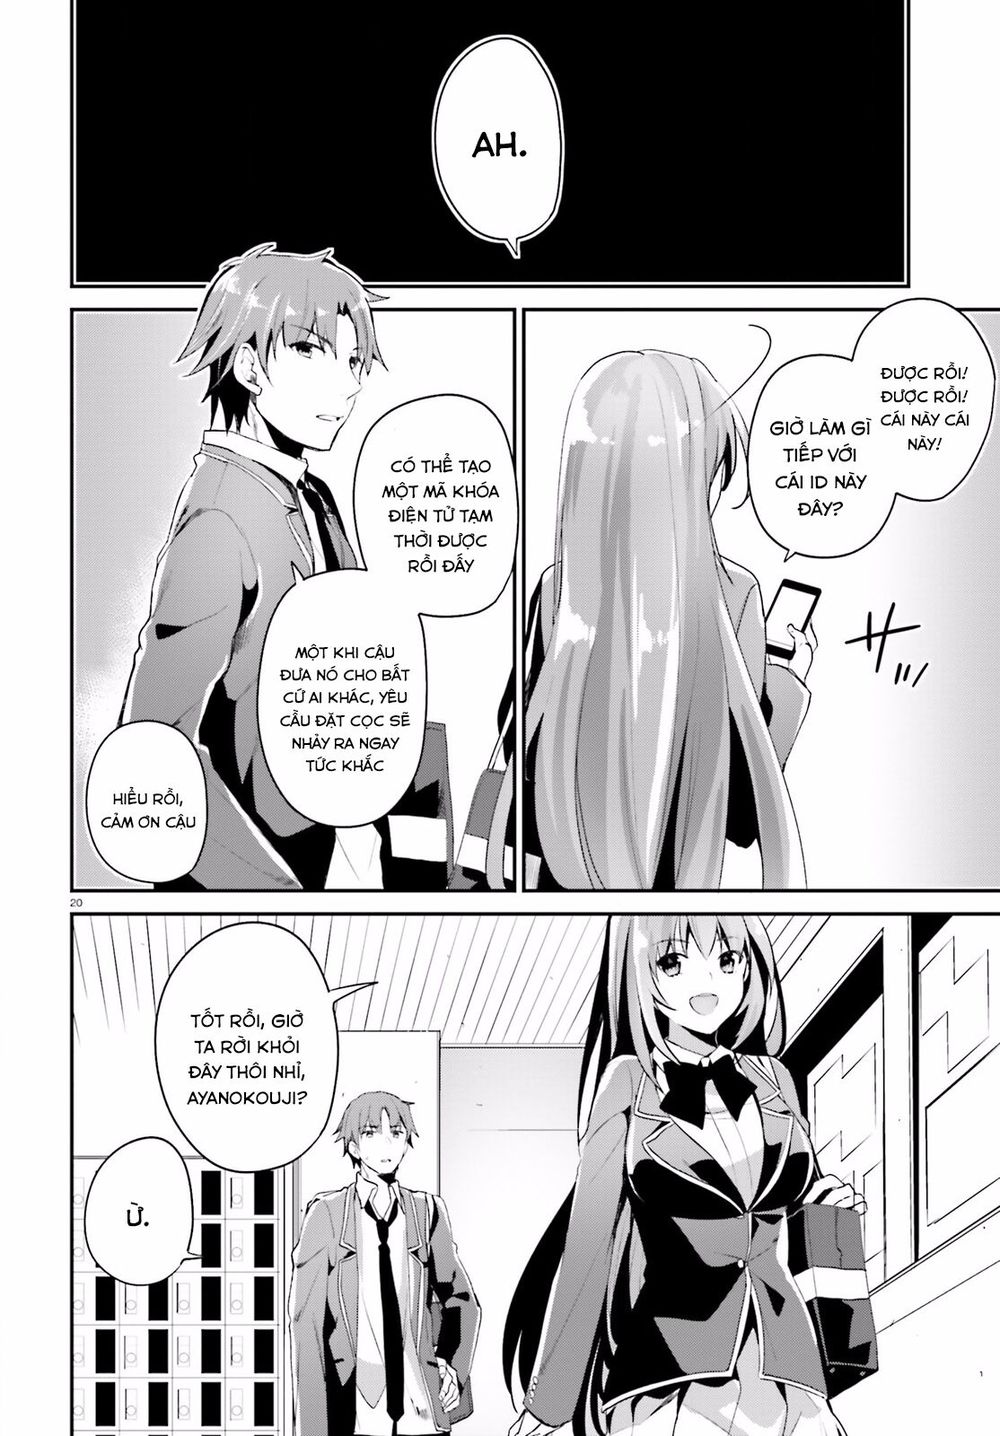 AH.
ĐƯỢC RỒI!
ĐƯỢC RỒI!
CÁI NÀY CÁI
NÀY!
GIỜ LÀM GÌ
TIẾP VỚI
CÁI ID NÀY
ĐÂY?
CÓ THỂ TẠO
MỘT MÃ KHÓA
ĐIỆN TỬ TẠM
THỜI ĐƯỢC
RỒI ĐẤY
MỘT KHI CẬU
ĐƯA NÓ CHO BẤT
CỨ AI KHÁC, YÊU
CẦU ĐẶT CỌC SẼ
NHẢY RA NGAY
TỨC KHẮC
HIỂU RỒI,
CẢM ƠN CẬU
20
TỐT RỒI, GIỜ
TA RỜI KHỎI
ĐÂY THÔI NHỈ,
AYANOKOUJI?
Ừ.